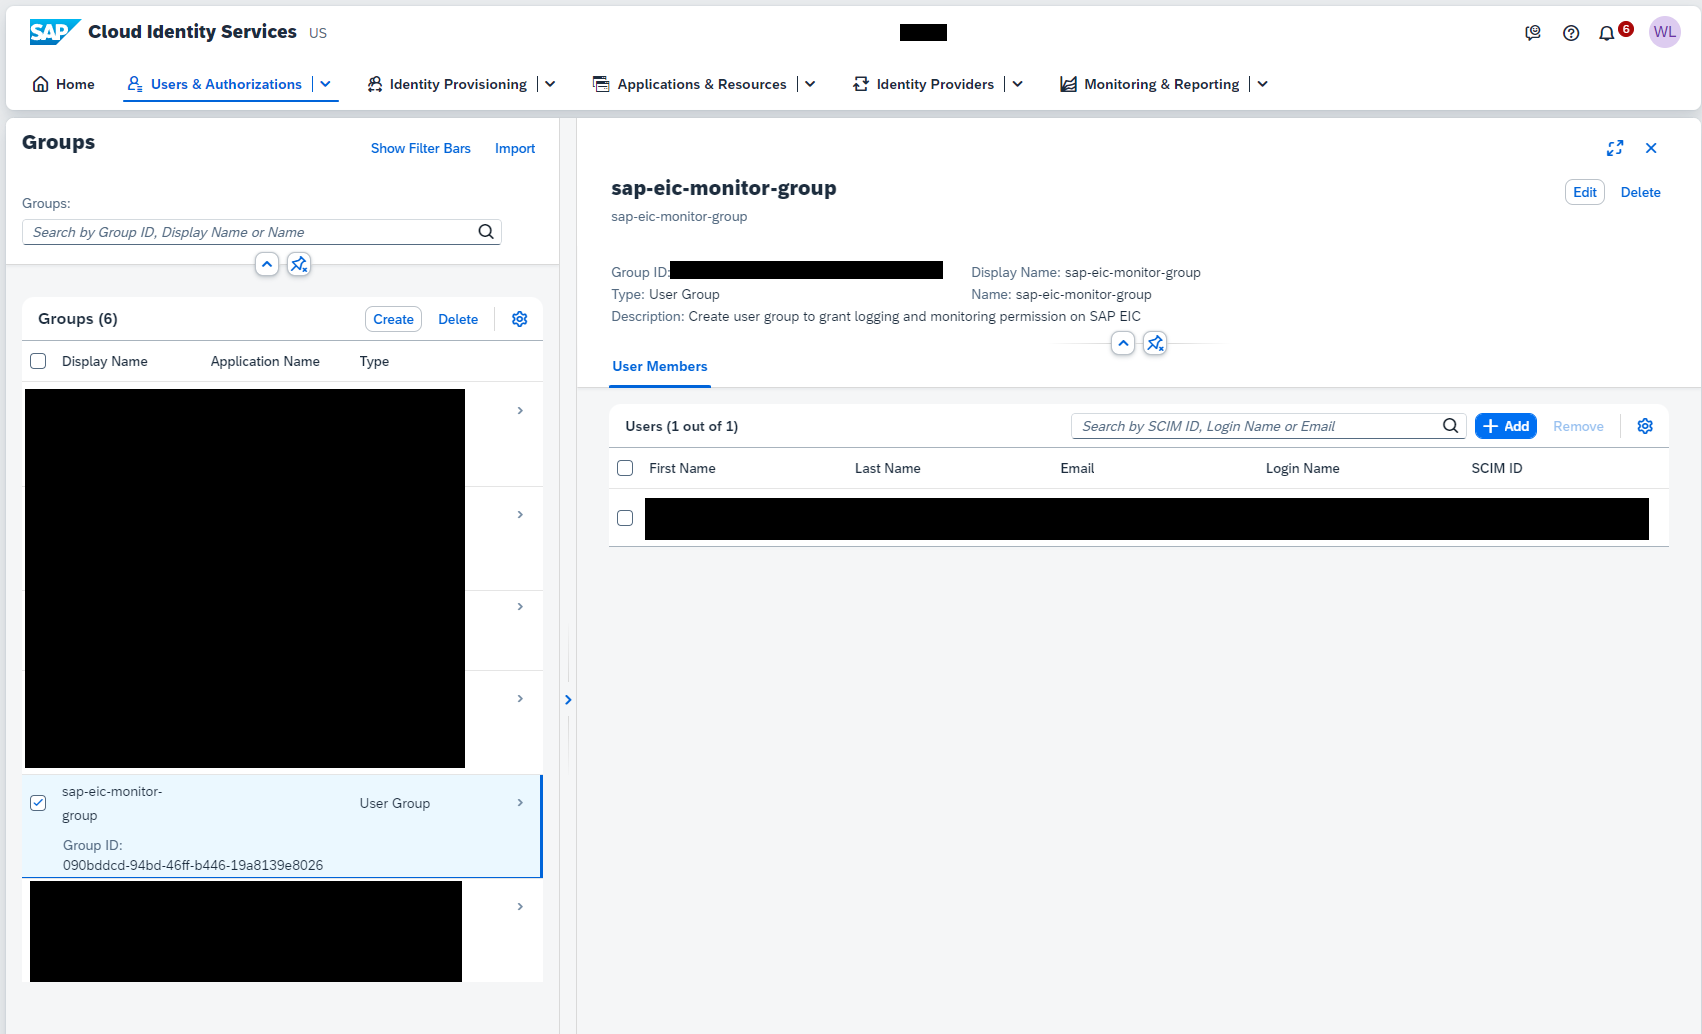 SAP Cloud Identity Services US
6
WL
Home
Users & Authorizations
Identity Provisioning
Applications & Resources
Identity Providers
Monitoring & Reporting
Groups
Show Filter Bars
Import
Groups:
Search by Group ID, Display Name or Name
Groups (6)
Create
Delete
Display Name
Application Name
Type
sap-eic-monitor-
group
User Group
Group ID:
090bddcd-94bd-46ff-b446-19a8139e8026
sap-eic-monitor-group
Edit
Delete
sap-eic-monitor-group
Group ID:
Display Name: sap-eic-monitor-group
Type: User Group
Name: sap-eic-monitor-group
Description: Create user group to grant logging and monitoring permission on SAP EIC
User Members
Users (1 out of 1)
Search by SCIM ID, Login Name or Email
Add
Remove
First Name
Last Name
Email
Login Name
SCIM ID